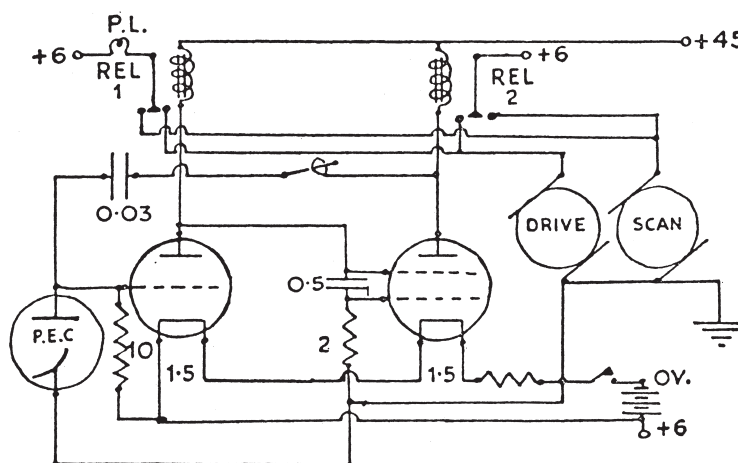 P.L.
+6
REL
1
+6
REL
2
+45
0·03
DRIVE
SCAN
0·5
P.E.C
10
2
1·5
1·5
0V.
+6